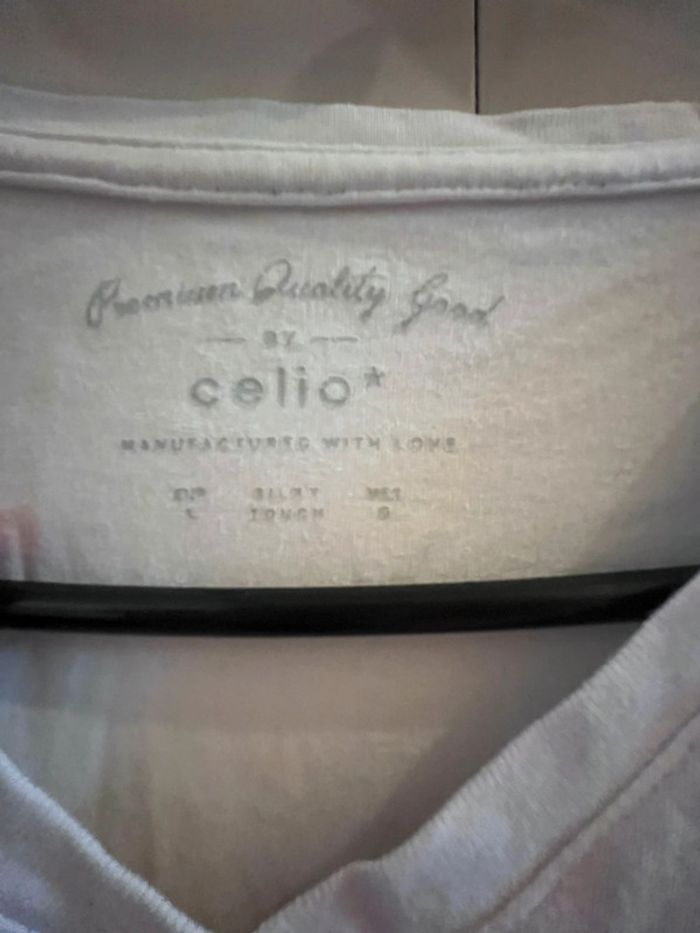 Premium Quality Good
— BY —
celio*
MANUFACTURED WITH LOVE
SILKY
L TOUCH